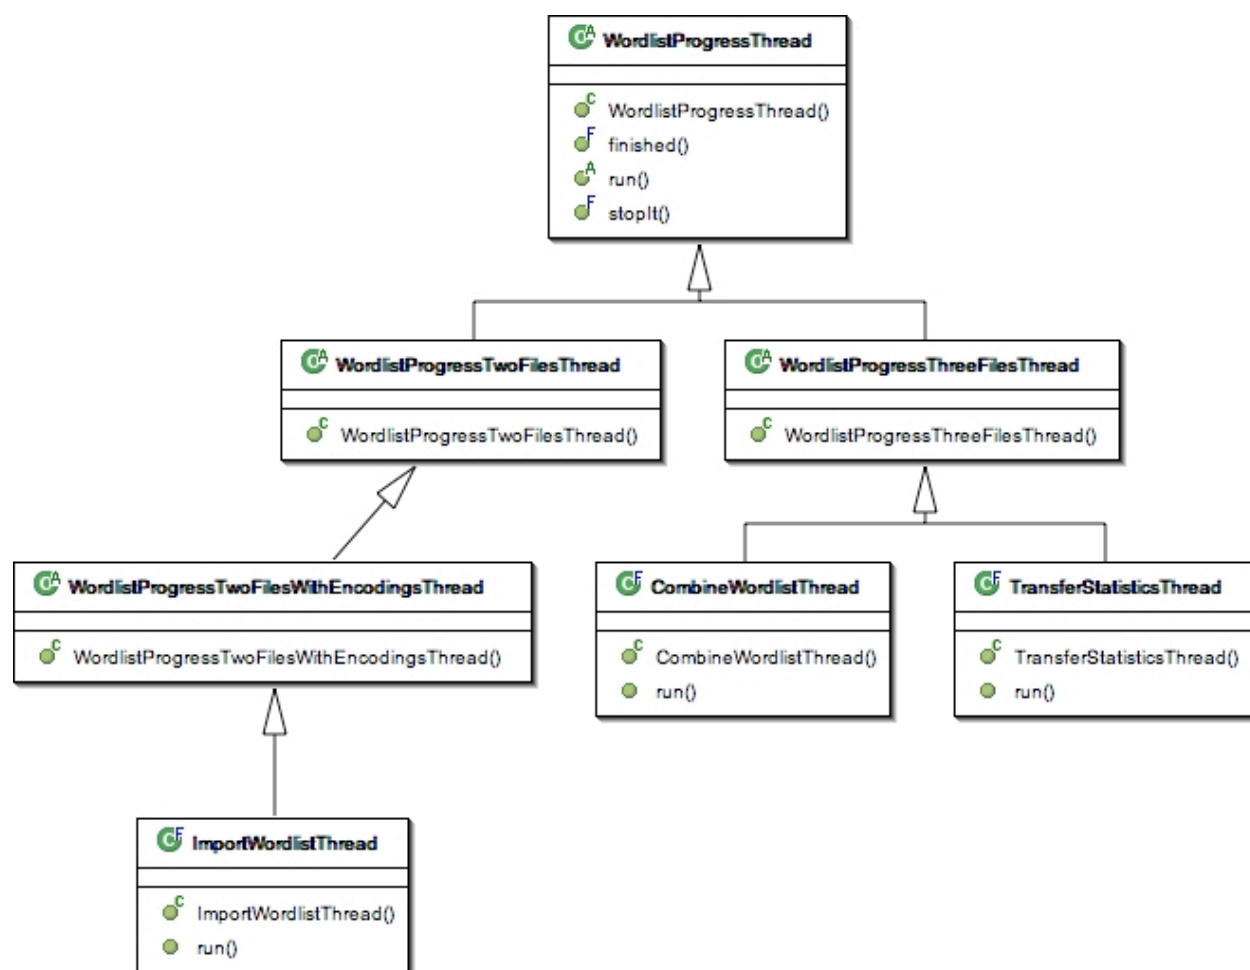 WordlistProgressThread
WordlistProgressThread()
finished()
run()
stopIt()
WordlistProgressTwoFilesThread
WordlistProgressTwoFilesThread()
WordlistProgressThreeFilesThread
WordlistProgressThreeFilesThread()
WordlistProgressTwoFilesWithEncodingsThread
WordlistProgressTwoFilesWithEncodingsThread()
CombineWordlistThread
CombineWordlistThread()
run()
TransferStatisticsThread
TransferStatisticsThread()
run()
ImportWordlistThread
ImportWordlistThread()
run()